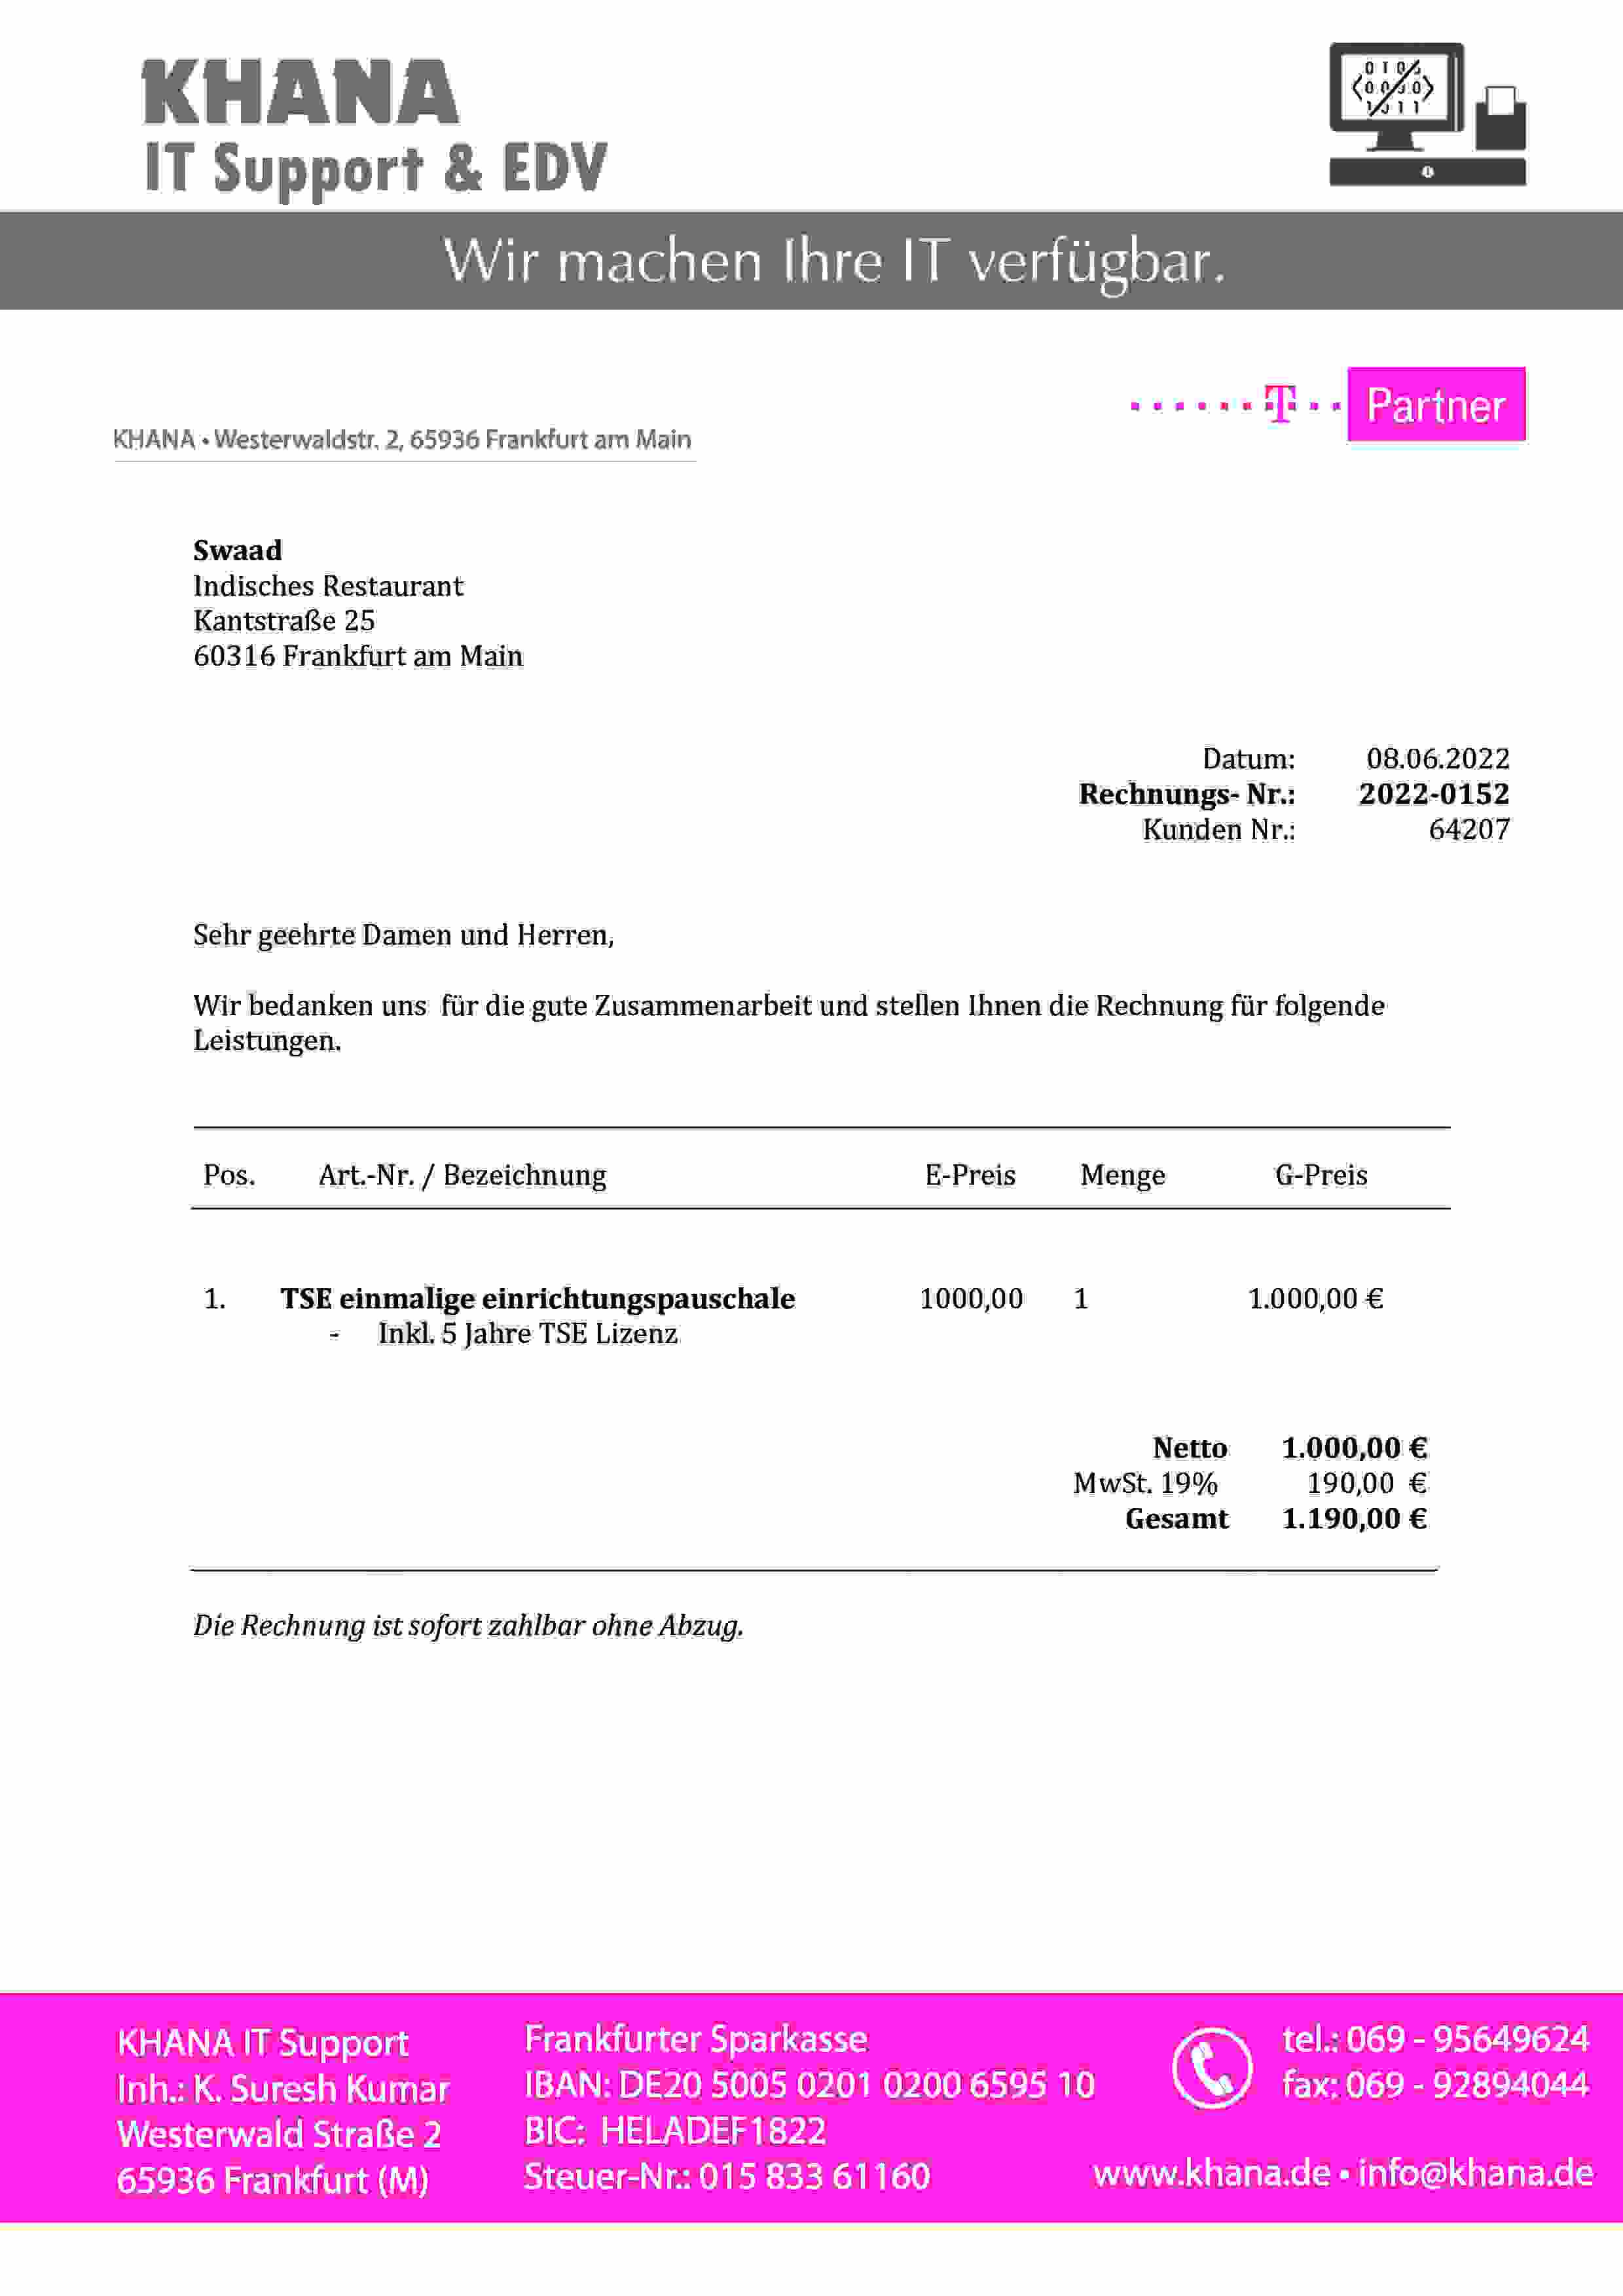 KHANA
IT Support & EDV
Wir machen Ihre IT verfügbar.
T Partner
KHANA • Westerwaldstr. 2, 65936 Frankfurt am Main
Swaad
Indisches Restaurant
Kantstraße 25
60316 Frankfurt am Main
Datum: 08.06.2022
Rechnungs- Nr.: 2022-0152
Kunden Nr.: 64207
Sehr geehrte Damen und Herren,
Wir bedanken uns für die gute Zusammenarbeit und stellen Ihnen die Rechnung für folgende
Leistungen.
Pos. Art.-Nr. / Bezeichnung E-Preis Menge G-Preis
1. TSE einmalige einrichtungspauschale 1000,00 1 1.000,00 €
- Inkl. 5 Jahre TSE Lizenz
Netto 1.000,00 €
MwSt. 19% 190,00 €
Gesamt 1.190,00 €
Die Rechnung ist sofort zahlbar ohne Abzug.
KHANA IT Support
Inh.: K. Suresh Kumar
Westerwald Straße 2
65936 Frankfurt (M)
Frankfurter Sparkasse
IBAN: DE20 5005 0201 0200 6595 10
BIC: HELADEF1822
Steuer-Nr.: 015 833 61160
tel.: 069 - 95649624
fax: 069 - 92894044
www.khana.de • info@khana.de